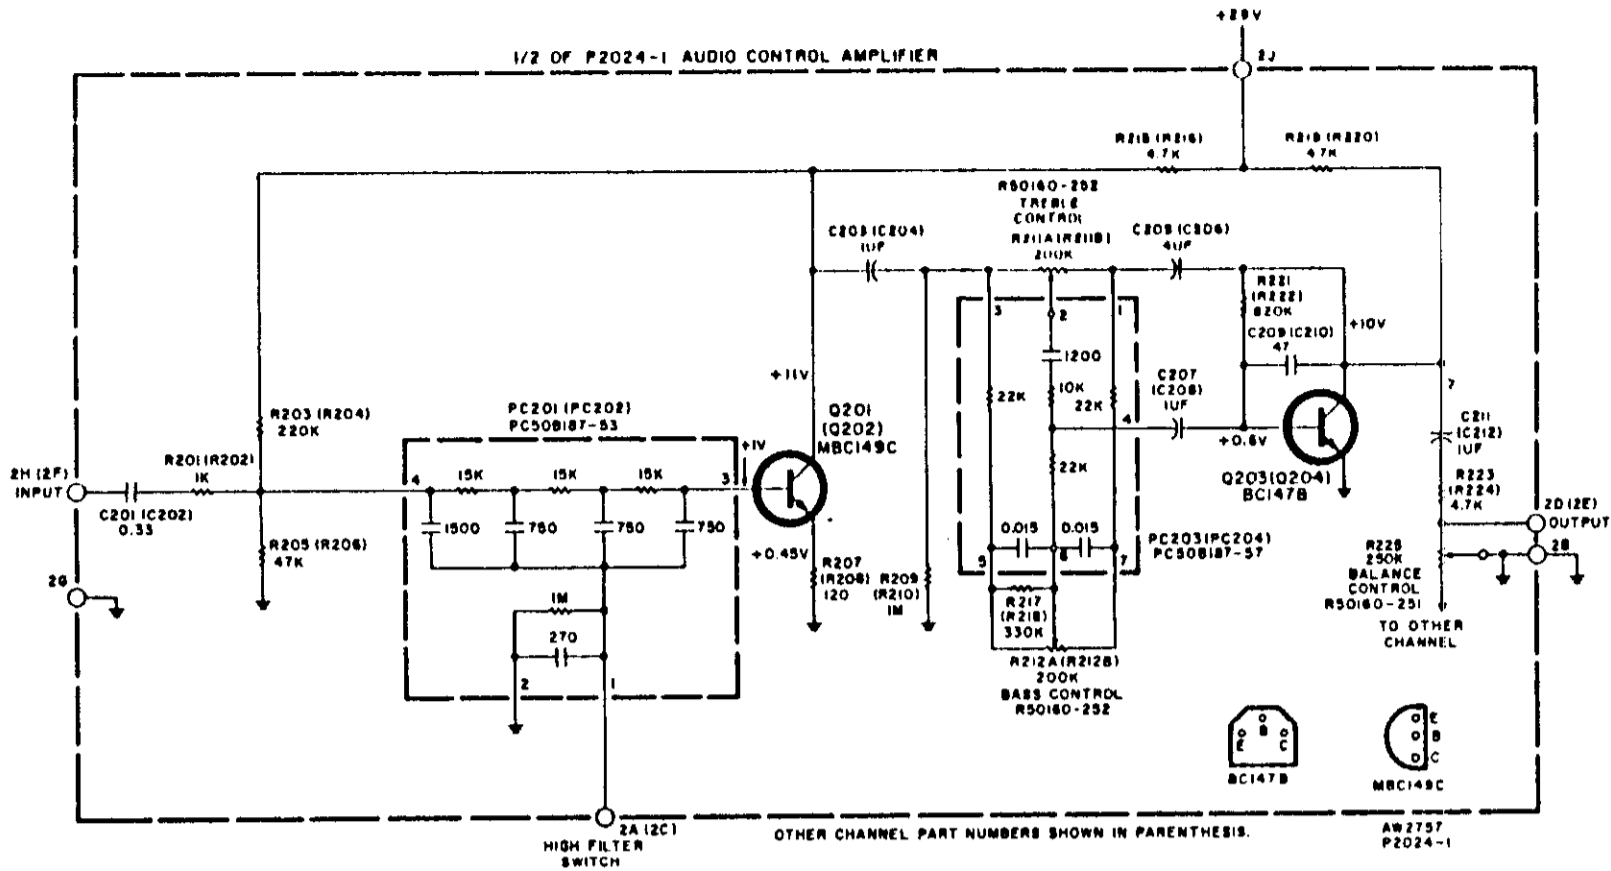 +29V
2J
1/2 OF P2024-1 AUDIO CONTROL AMPLIFIER
R215 (R216)
4.7K
R219 (R220)
47K
R50160-252
TREBLE
CONTROL
R211A (R211B)
200K
C203 (C204)
1UF
C205 (C206)
4UF
R221
(R222)
820K
+10V
C209 (C210)
47
3
2
1
1200
+11V
22K
10K
22K
4
C207
(C208)
1UF
+0.6V
Q203 (Q204)
BC147B
7
C211
(C212)
1UF
R223
(R224)
4.7K
2D (2E)
OUTPUT
2B
R225
250K
BALANCE
CONTROL
R50160-251
TO OTHER
CHANNEL
R203 (R204)
220K
PC201 (PC202)
PC50B187-53
Q201
(Q202)
MBC149C
+1V
R201 (R202)
1K
2H (2F)
INPUT
C201 (C202)
0.33
4
15K
15K
15K
3
1500
750
750
750
22K
0.015
0.015
PC203 (PC204)
PC50B187-57
5
6
7
R205 (R206)
47K
+0.45V
R207
(R208)
120
R209
(R210)
1M
R217
(R218)
330K
R212A (R212B)
200K
BASS CONTROL
R50160-252
2G
1M
270
2
1
E
B
C
BC147B
E
B
C
MBC149C
2A (2C)
HIGH FILTER
SWITCH
OTHER CHANNEL PART NUMBERS SHOWN IN PARENTHESIS.
AW2757
P2024-1